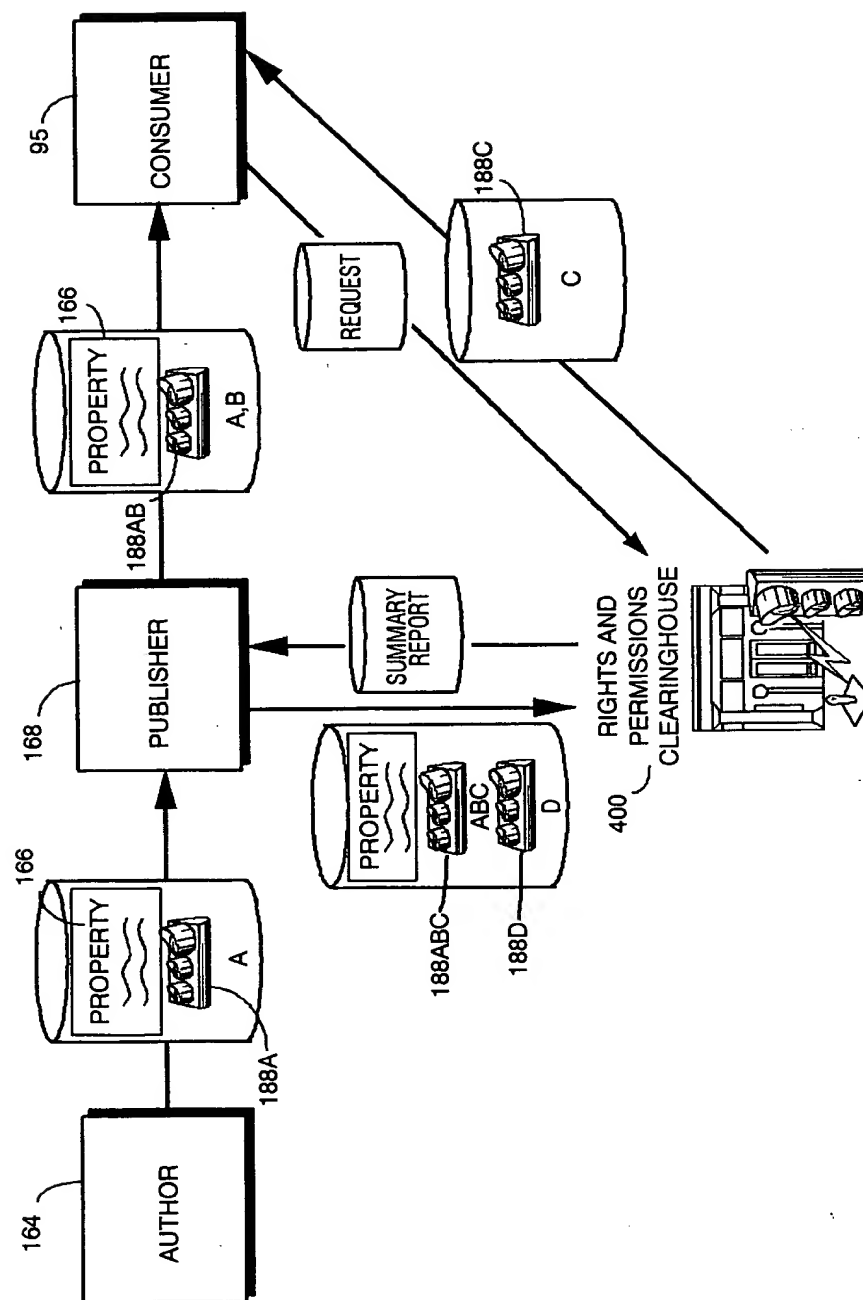 164
AUTHOR
166
PROPERTY
A
188A
168
PUBLISHER
166
PROPERTY
A,B
188AB
95
CONSUMER
PROPERTY
ABC
D
188ABC
188D
SUMMARY
REPORT
REQUEST
188C
C
RIGHTS AND
PERMISSIONS
CLEARINGHOUSE
400